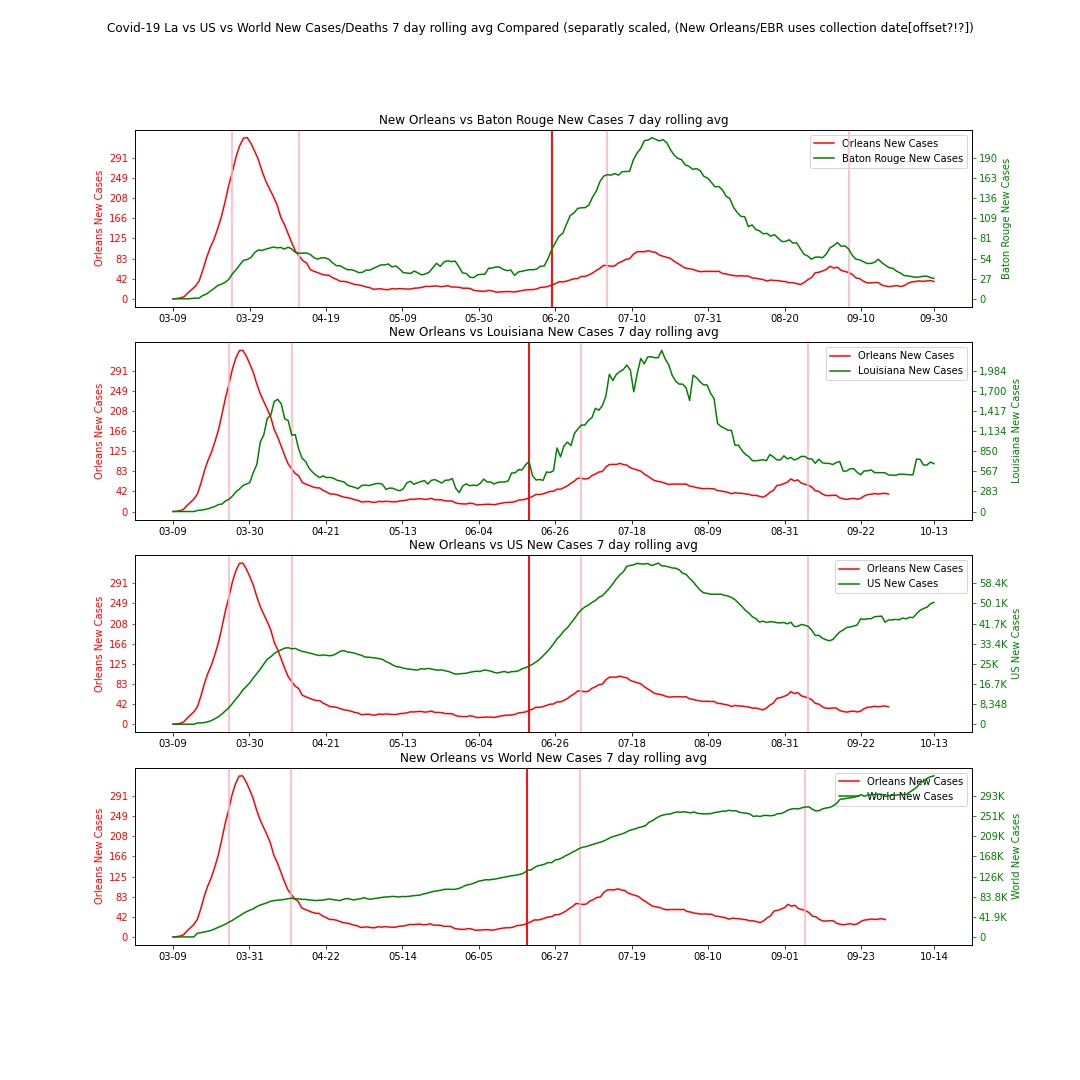 Covid-19 La vs US vs World New Cases/Deaths 7 day rolling avg Compared (separatly scaled, (New Orleans/EBR uses collection date[offset?!?])
New Orleans vs Baton Rouge New Cases 7 day rolling avg
Orleans New Cases
Baton Rouge New Cases
291
249
208
166
125
83
42
0
Orleans New Cases
190
163
136
109
81
54
27
0
Baton Rouge New Cases
03-09 03-29 04-19 05-09 05-30 06-20 07-10 07-31 08-20 09-10 09-30
New Orleans vs Louisiana New Cases 7 day rolling avg
Orleans New Cases
Louisiana New Cases
291
249
208
166
125
83
42
0
Orleans New Cases
1,984
1,700
1,417
1,134
850
567
283
0
Louisiana New Cases
03-09 03-30 04-21 05-13 06-04 06-26 07-18 08-09 08-31 09-22 10-13
New Orleans vs US New Cases 7 day rolling avg
Orleans New Cases
US New Cases
291
249
208
166
125
83
42
0
Orleans New Cases
58.4K
50.1K
41.7K
33.4K
25K
16.7K
8,348
0
US New Cases
03-09 03-30 04-21 05-13 06-04 06-26 07-18 08-09 08-31 09-22 10-13
New Orleans vs World New Cases 7 day rolling avg
Orleans New Cases
World New Cases
291
249
208
166
125
83
42
0
Orleans New Cases
293K
251K
209K
168K
126K
83.8K
41.9K
0
World New Cases
03-09 03-31 04-22 05-14 06-05 06-27 07-19 08-10 09-01 09-23 10-14